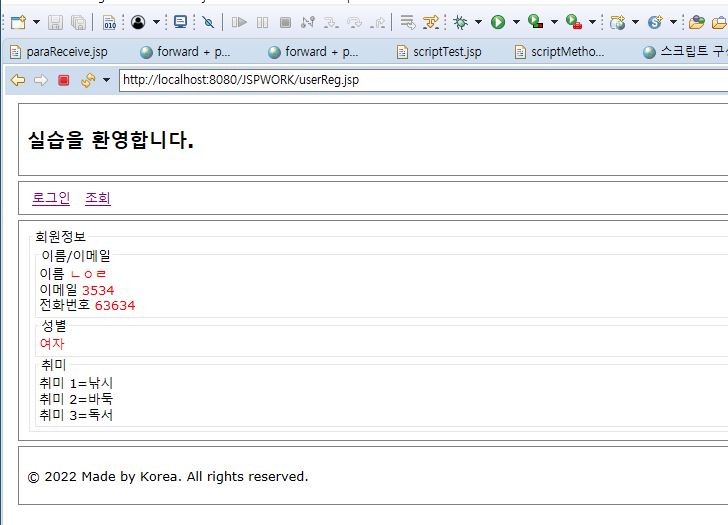 paraReceive.jsp forward + p... forward + p... scriptTest.jsp scriptMetho... 스크립트 구
http://localhost:8080/JSPWORK/userReg.jsp
실습을 환영합니다.
로그인 조회
회원정보
이름/이메일
이름 ㄴㅇㄹ
이메일 3534
전화번호 63634
성별
여자
취미
취미 1=낚시
취미 2=바둑
취미 3=독서
© 2022 Made by Korea. All rights reserved.